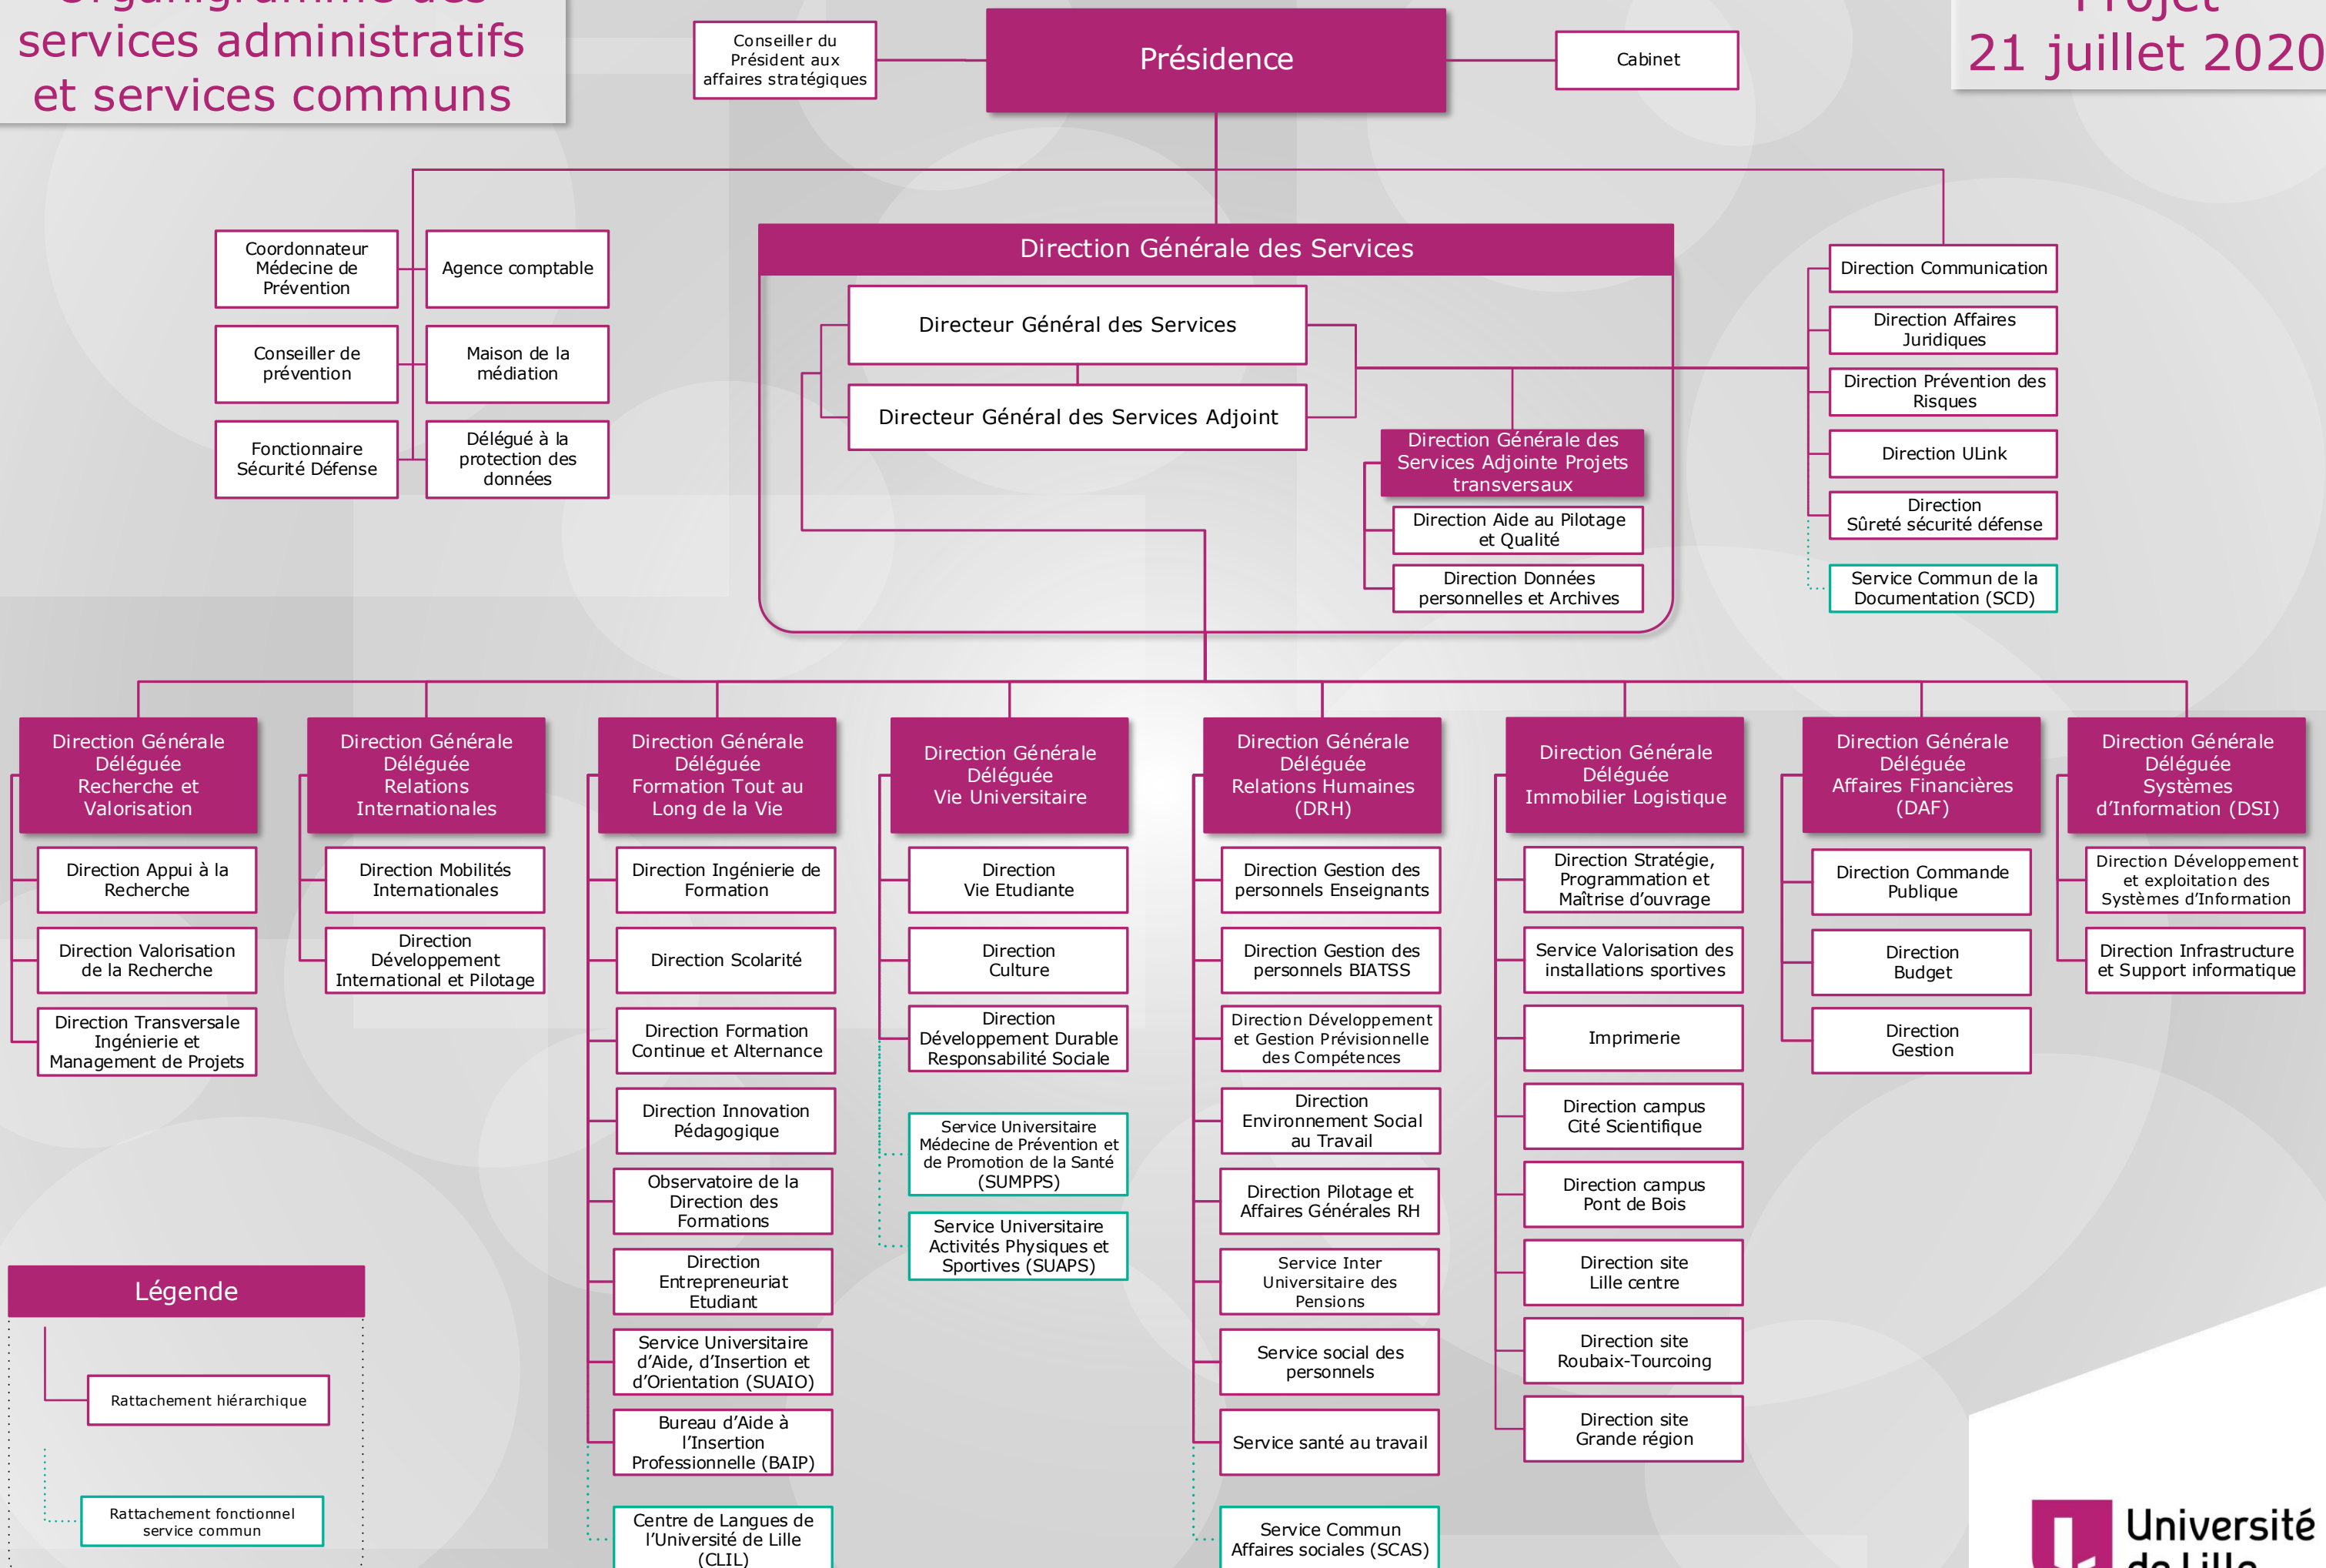 Organigramme des
services administratifs
et services communs
Projet
21 juillet 2020
Conseiller du
Président aux
affaires stratégiques
Présidence
Cabinet
Coordonnateur
Médecine de
Prévention
Agence comptable
Conseiller de
prévention
Maison de la
médiation
Fonctionnaire
Sécurité Défense
Délégué à la
protection des
données
Direction Générale des Services
Directeur Général des Services
Directeur Général des Services Adjoint
Direction Générale des
Services Adjointe Projets
transversaux
Direction Aide au Pilotage
et Qualité
Direction Données
personnelles et Archives
Direction Communication
Direction Affaires
Juridiques
Direction Prévention des
Risques
Direction ULink
Direction
Sûreté sécurité défense
Service Commun de la
Documentation (SCD)
Direction Générale
Déléguée
Recherche et
Valorisation
Direction Appui à la
Recherche
Direction Valorisation
de la Recherche
Direction Transversale
Ingénierie et
Management de Projets
Direction Générale
Déléguée
Relations
Internationales
Direction Mobilités
Internationales
Direction
Développement
International et Pilotage
Direction Générale
Déléguée
Formation Tout au
Long de la Vie
Direction Ingénierie de
Formation
Direction Scolarité
Direction Formation
Continue et Alternance
Direction Innovation
Pédagogique
Observatoire de la
Direction des
Formations
Direction
Entrepreneuriat
Etudiant
Service Universitaire
d’Aide, d’Insertion et
d’Orientation (SUAIO)
Bureau d’Aide à
l’Insertion
Professionnelle (BAIP)
Centre de Langues de
l’Université de Lille
(CLIL)
Direction Générale
Déléguée
Vie Universitaire
Direction
Vie Etudiante
Direction
Culture
Direction
Développement Durable
Responsabilité Sociale
Service Universitaire
Médecine de Prévention et
de Promotion de la Santé
(SUMPPS)
Service Universitaire
Activités Physiques et
Sportives (SUAPS)
Direction Générale
Déléguée
Relations Humaines
(DRH)
Direction Gestion des
personnels Enseignants
Direction Gestion des
personnels BIATSS
Direction Développement
et Gestion Prévisionnelle
des Compétences
Direction
Environnement Social
au Travail
Direction Pilotage et
Affaires Générales RH
Service Inter
Universitaire des
Pensions
Service social des
personnels
Service santé au travail
Service Commun
Affaires sociales (SCAS)
Direction Générale
Déléguée
Immobilier Logistique
Direction Stratégie,
Programmation et
Maîtrise d’ouvrage
Service Valorisation des
installations sportives
Imprimerie
Direction campus
Cité Scientifique
Direction campus
Pont de Bois
Direction site
Lille centre
Direction site
Roubaix-Tourcoing
Direction site
Grande région
Direction Générale
Déléguée
Affaires Financières
(DAF)
Direction Commande
Publique
Direction
Budget
Direction
Gestion
Direction Générale
Déléguée
Systèmes
d’Information (DSI)
Direction Développement
et exploitation des
Systèmes d’Information
Direction Infrastructure
et Support informatique
Légende
Rattachement hiérarchique
Rattachement fonctionnel
service commun
Université
de Lille